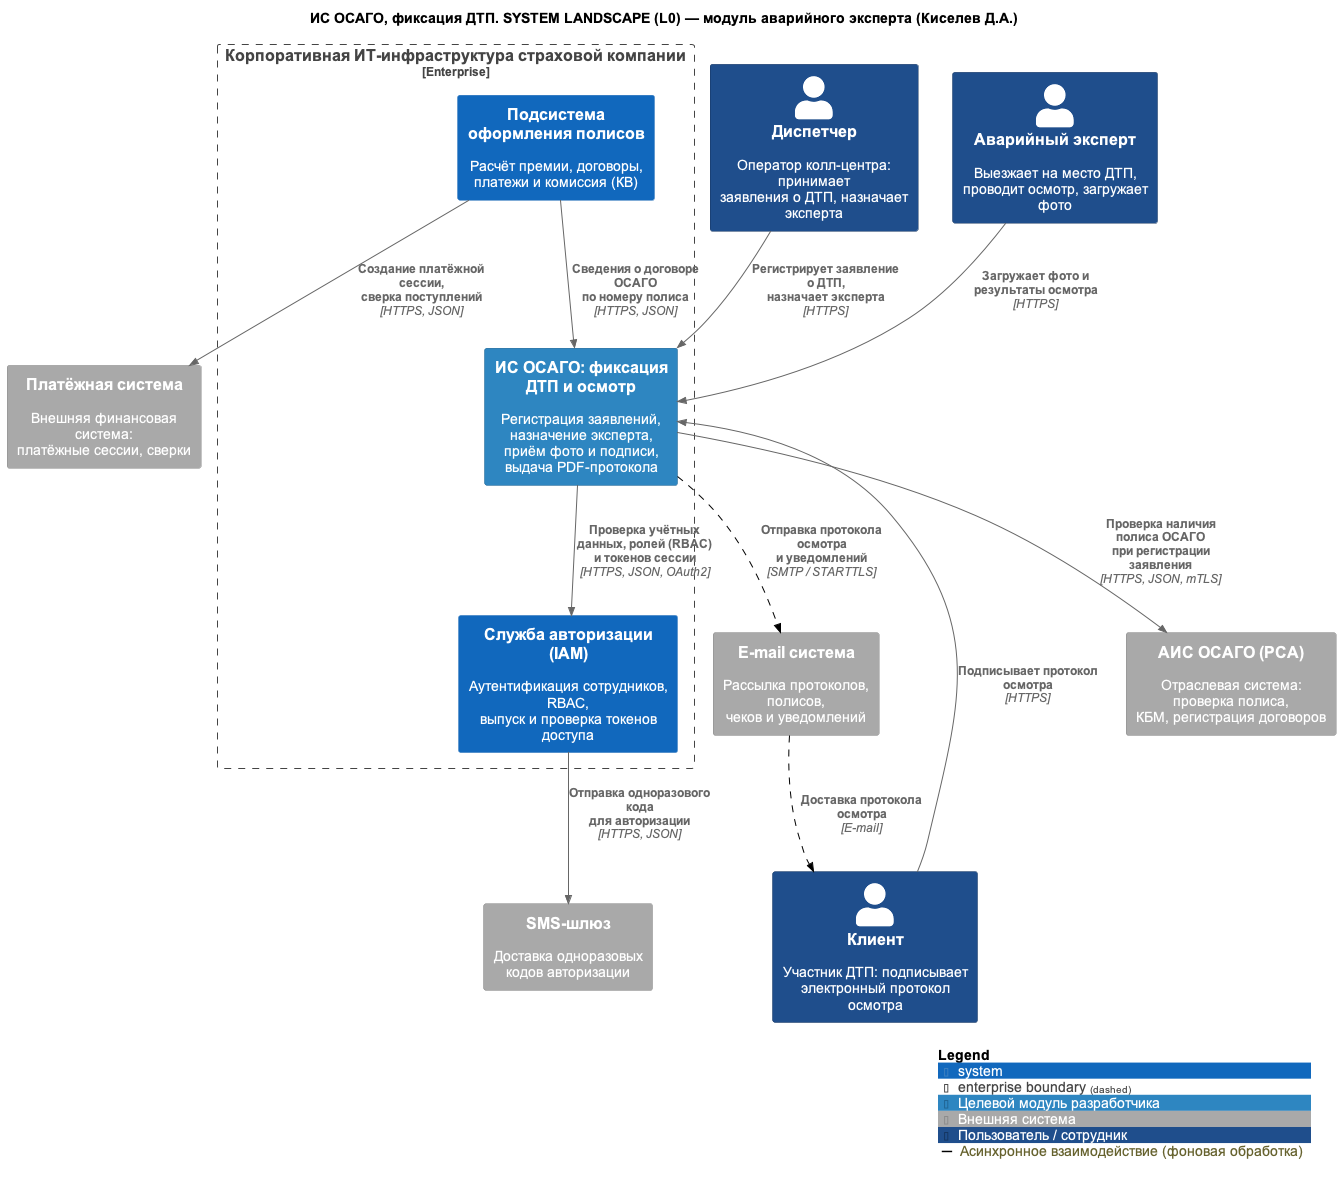 ИС ОСАГО, фиксация ДТП. SYSTEM LANDSCAPE (L0) — модуль аварийного эксперта (Киселев Д.А.)
Корпоративная ИТ-инфраструктура страховой компании
[Enterprise]
Подсистема
оформления полисов
Расчёт премии, договоры,
платежи и комиссия (КВ)
Диспетчер
Оператор колл-центра:
принимает
заявления о ДТП, назначает
эксперта
Аварийный эксперт
Выезжает на место ДТП,
проводит осмотр, загружает
фото
Создание платёжной
сессии,
сверка поступлений
[HTTPS, JSON]
Сведения о договоре
ОСАГО
по номеру полиса
[HTTPS, JSON]
Регистрирует заявление
о ДТП,
назначает эксперта
[HTTPS]
Загружает фото и
результаты осмотра
[HTTPS]
Платёжная система
Внешняя финансовая
система:
платёжные сессии, сверки
ИС ОСАГО: фиксация
ДТП и осмотр
Регистрация заявлений,
назначение эксперта,
приём фото и подписи,
выдача PDF-протокола
Проверка учётных
данных, ролей (RBAC)
и токенов сессии
[HTTPS, JSON, OAuth2]
Отправка протокола
осмотра
и уведомлений
[SMTP / STARTTLS]
Проверка наличия
полиса ОСАГО
при регистрации
заявления
[HTTPS, JSON, mTLS]
Служба авторизации
(IAM)
Аутентификация сотрудников,
RBAC,
выпуск и проверка токенов
доступа
E-mail система
Рассылка протоколов,
полисов,
чеков и уведомлений
Подписывает протокол
осмотра
[HTTPS]
АИС ОСАГО (РСА)
Отраслевая система:
проверка полиса,
КБМ, регистрация договоров
Отправка одноразового
кода
для авторизации
[HTTPS, JSON]
Доставка протокола
осмотра
[E-mail]
SMS-шлюз
Доставка одноразовых
кодов авторизации
Клиент
Участник ДТП: подписывает
электронный протокол
осмотра
Legend
system
enterprise boundary (dashed)
Целевой модуль разработчика
Внешняя система
Пользователь / сотрудник
Асинхронное взаимодействие (фоновая обработка)